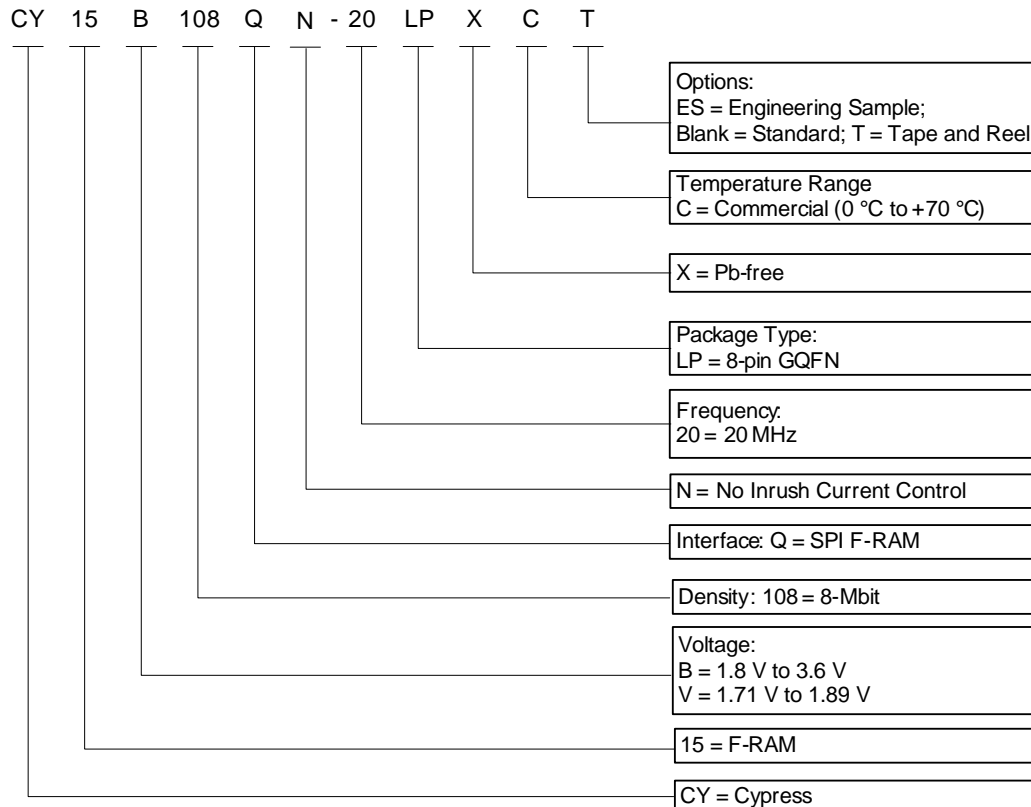 CY 15 B 108 Q N - 20 LP X C T
Options:
ES = Engineering Sample;
Blank = Standard; T = Tape and Reel
Temperature Range
C = Commercial (0 °C to +70 °C)
X = Pb-free
Package Type:
LP = 8-pin GQFN
Frequency:
20 = 20 MHz
N = No Inrush Current Control
Interface: Q = SPI F-RAM
Density: 108 = 8-Mbit
Voltage:
B = 1.8 V to 3.6 V
V = 1.71 V to 1.89 V
15 = F-RAM
CY = Cypress